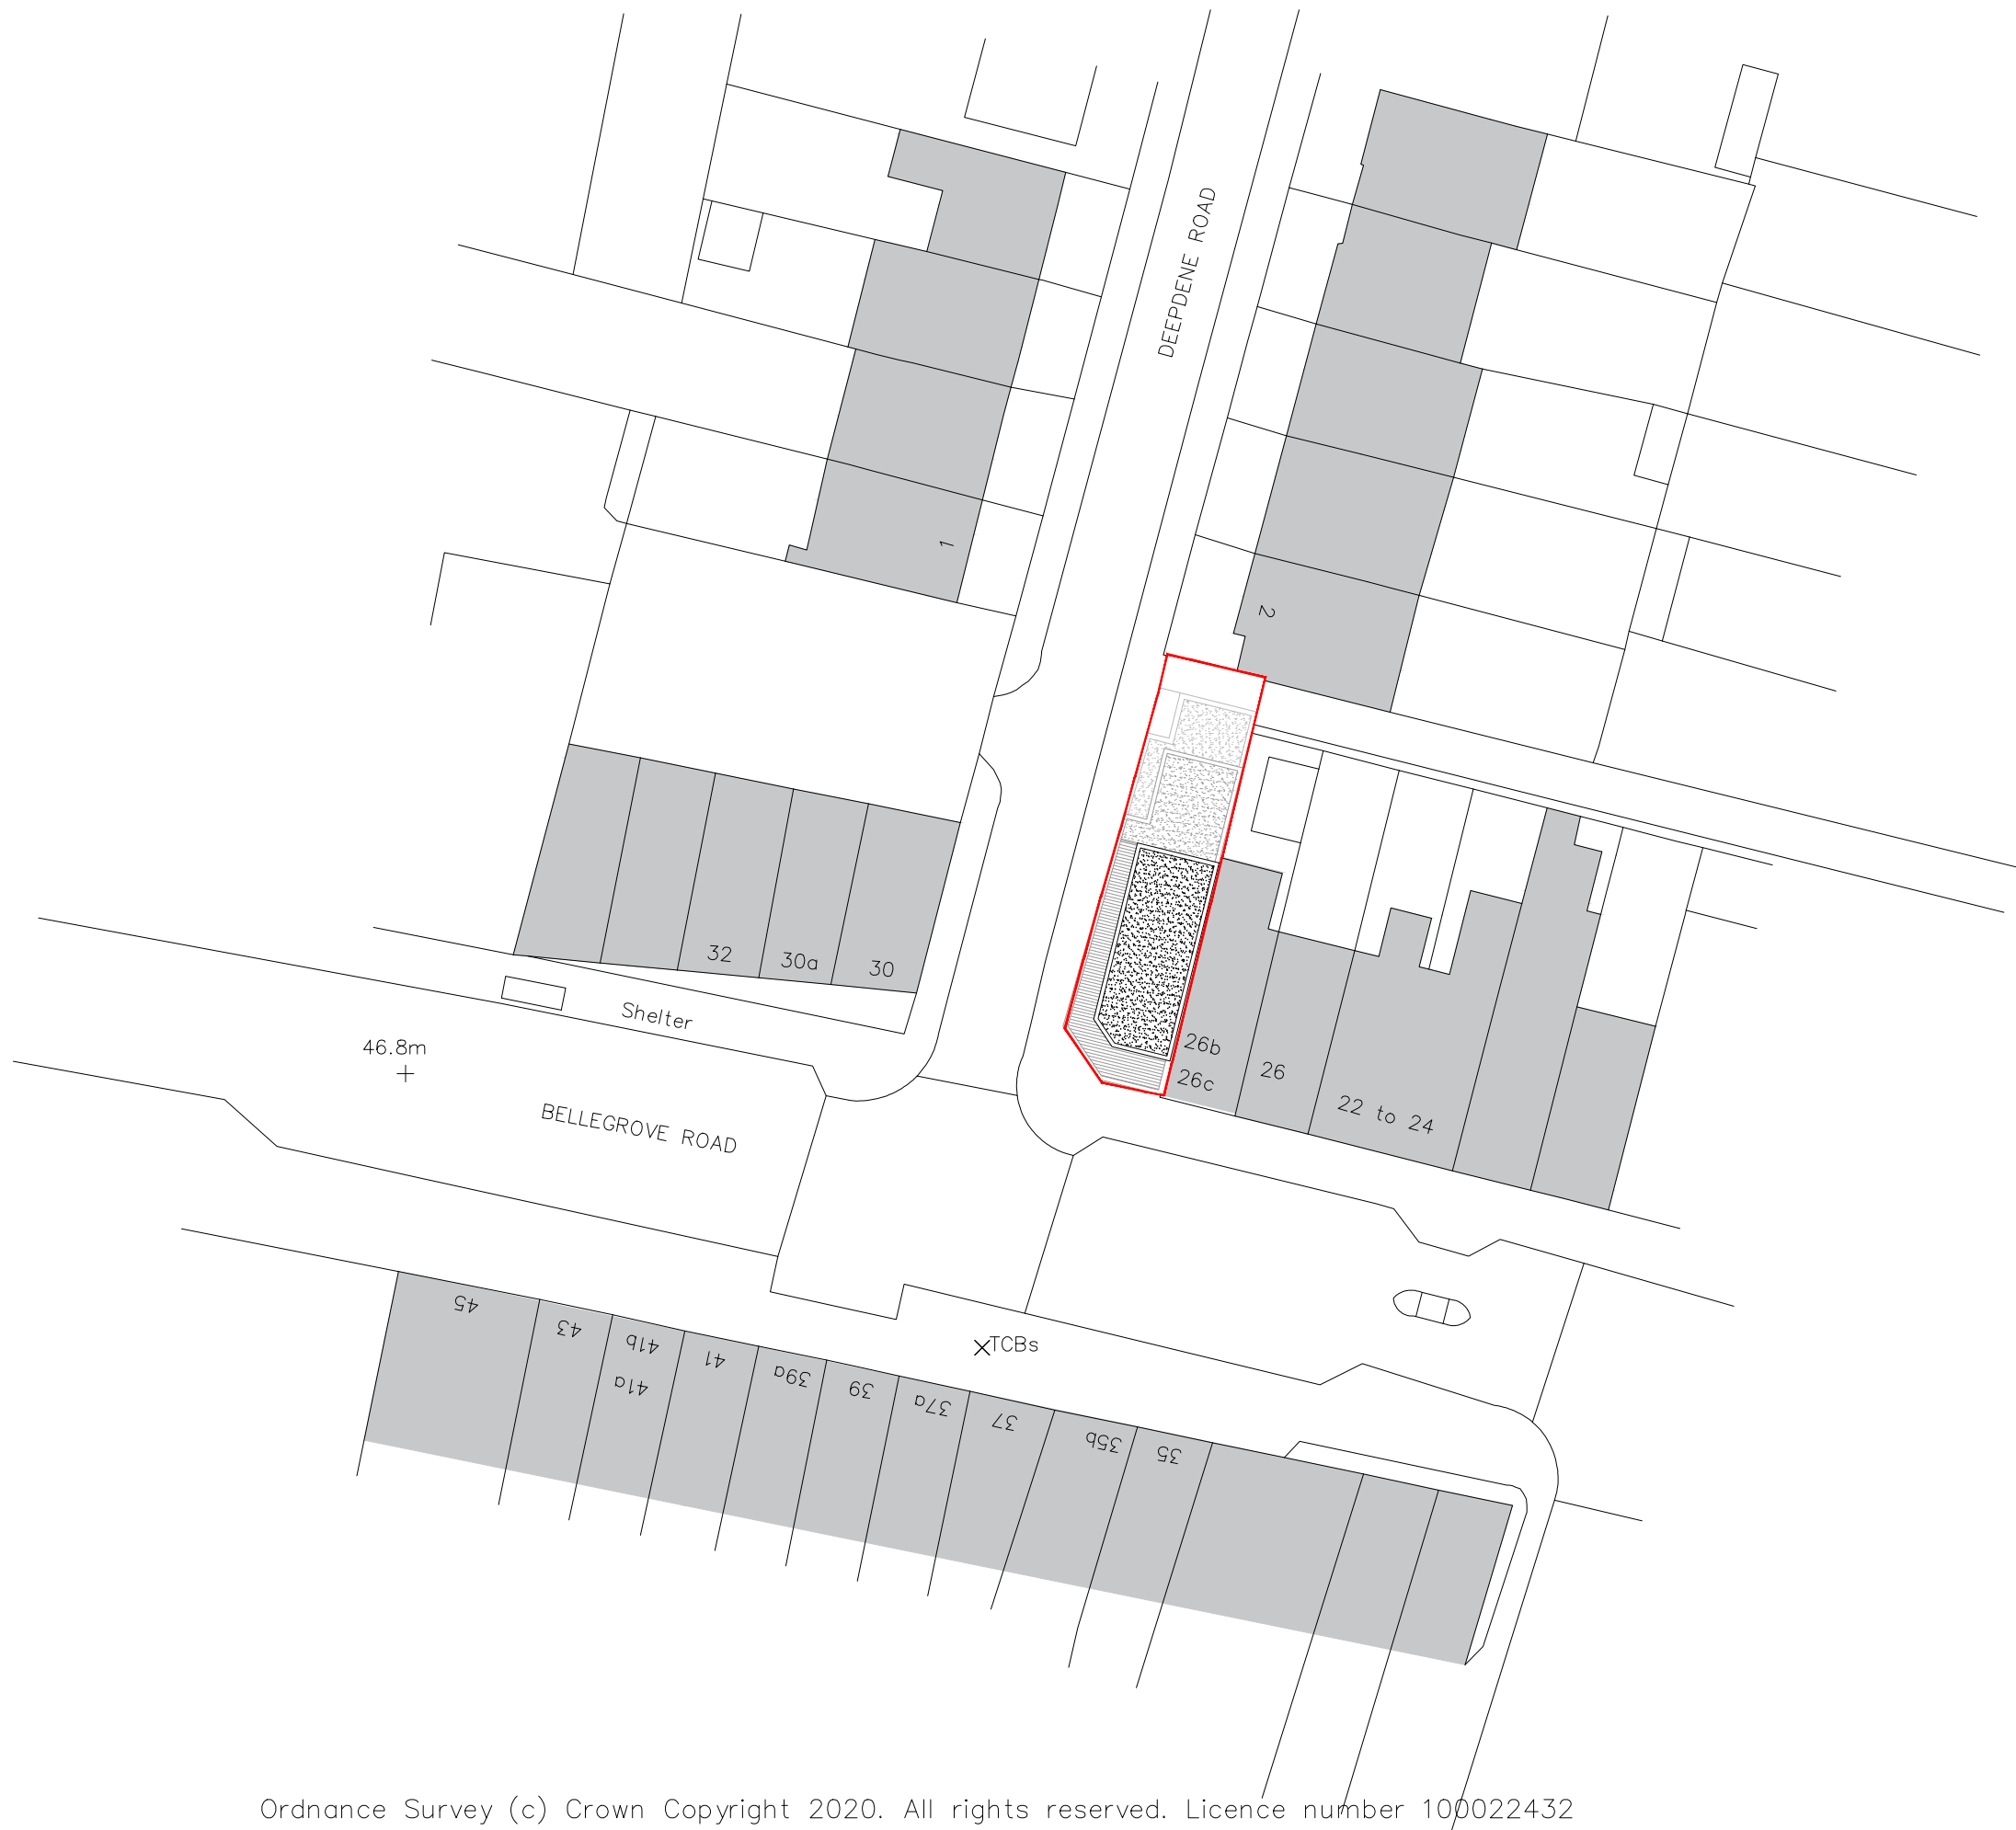 DEEPDENE ROAD
1
2
32
30a
30
Shelter
46.8m
BELLEGROVE ROAD
26b
26c
26
22 to 24
TCBs
45
43
41b
41a
41
39a
39
37a
37
35b
35
Ordnance Survey (c) Crown Copyright 2020. All rights reserved. Licence number 100022432